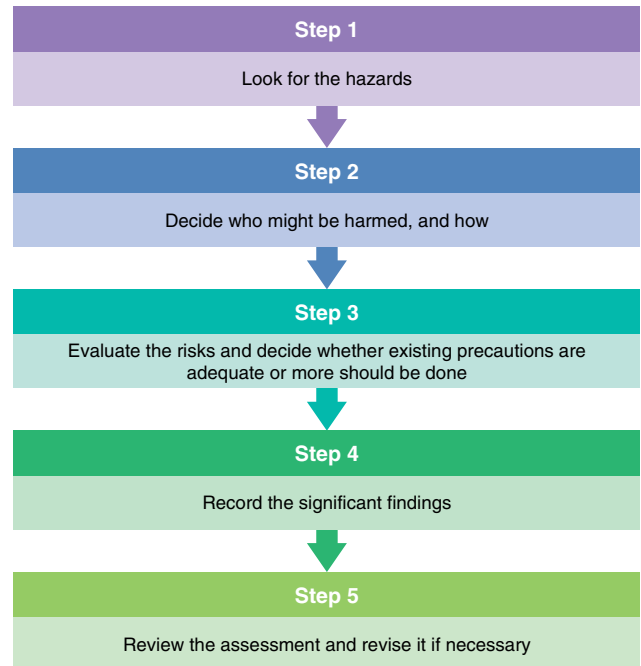 Step 1
Look for the hazards
Step 2
Decide who might be harmed, and how
Step 3
Evaluate the risks and decide whether existing precautions are
adequate or more should be done
Step 4
Record the significant findings
Step 5
Review the assessment and revise it if necessary